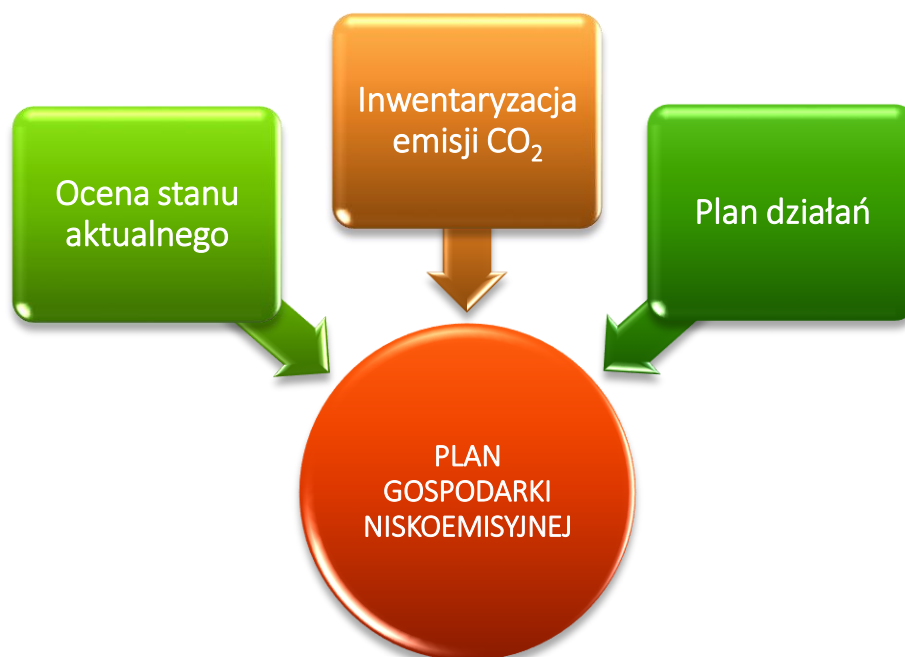 Ocena stanu
aktualnego
Inwentaryzacja
emisji CO₂
Plan działań
PLAN
GOSPODARKI
NISKOEMISYJNEJ